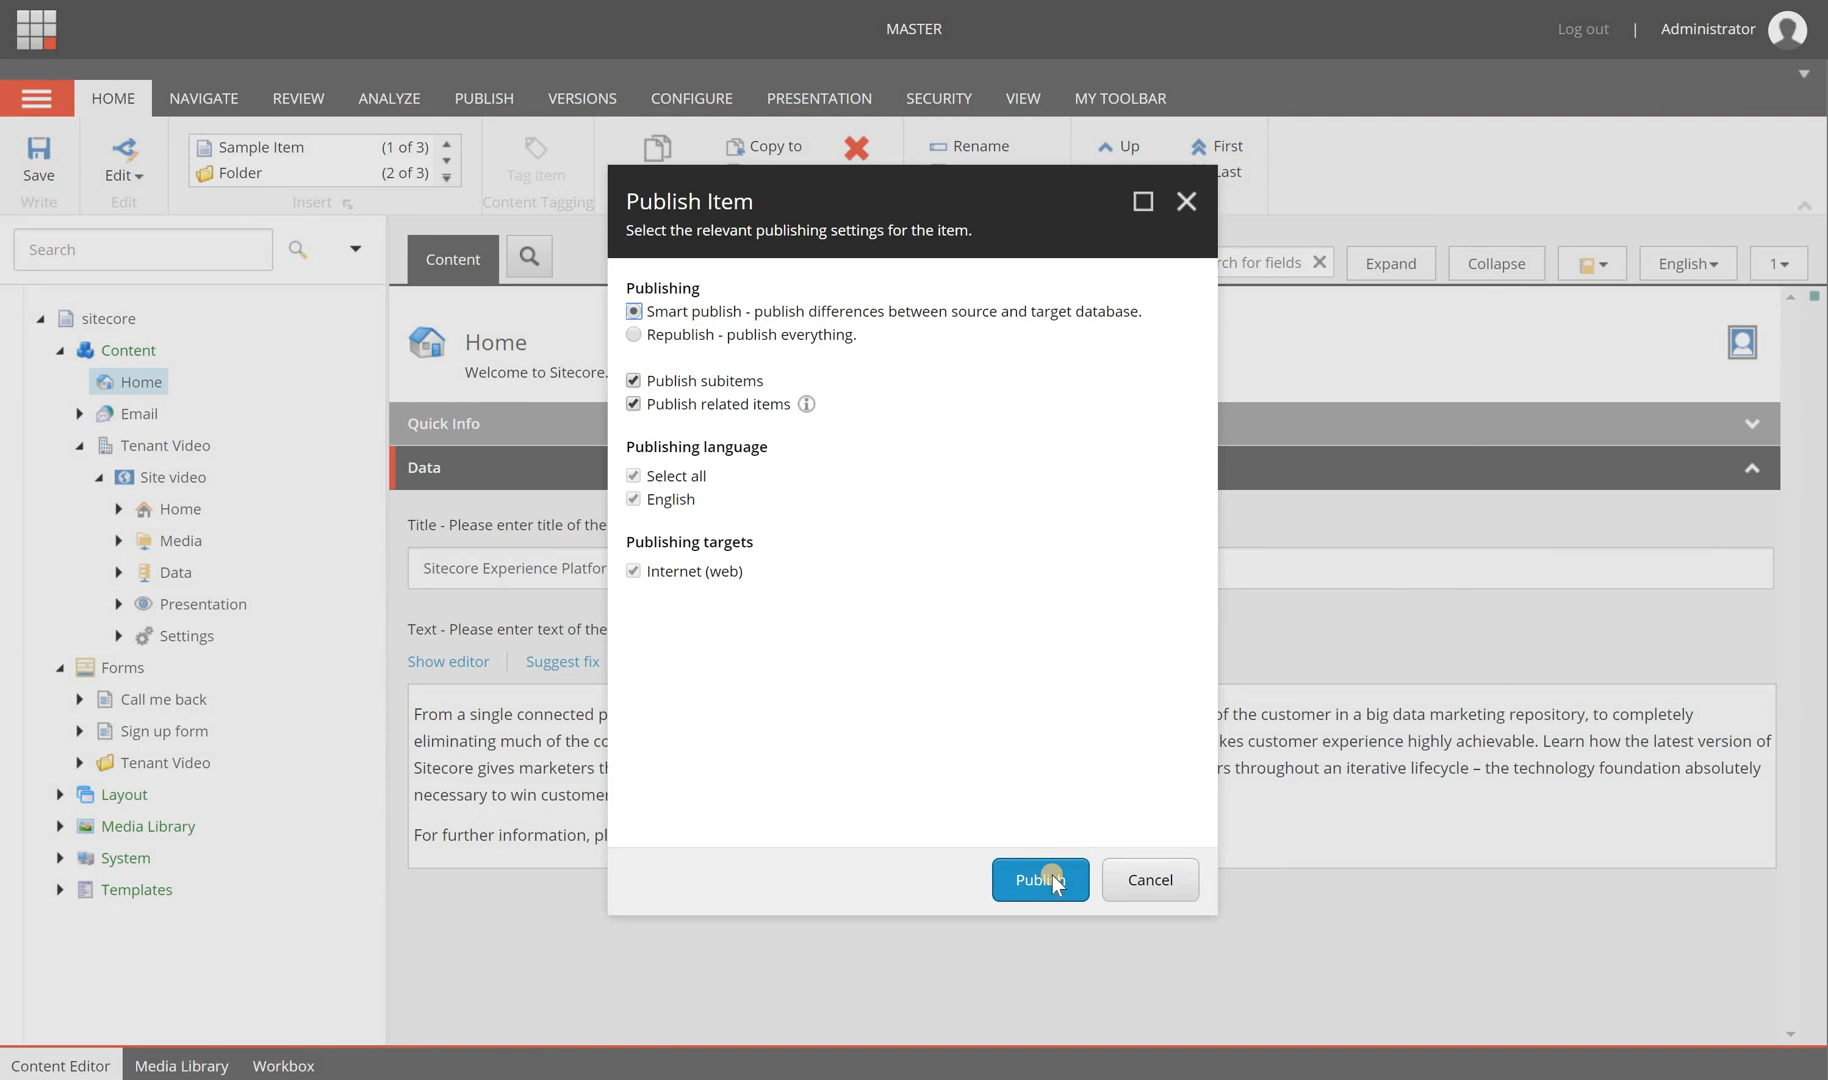 MASTER
Log out | Administrator
HOME NAVIGATE REVIEW ANALYZE PUBLISH VERSIONS CONFIGURE PRESENTATION SECURITY VIEW MY TOOLBAR
Save
Write
Edit
Edit
Sample Item (1 of 3)
Folder (2 of 3)
Insert
Tag item
Content Tagging
Copy to
Rename
Up
First
Last
Search
sitecore
Content
Home
Email
Tenant Video
Site video
Home
Media
Data
Presentation
Settings
Forms
Call me back
Sign up form
Tenant Video
Layout
Media Library
System
Templates
Content
rch for fields
Expand
Collapse
English
1
Home
Welcome to Sitecore.
Quick Info
Data
Title - Please enter title of the
Sitecore Experience Platfor
Text - Please enter text of the
Show editor | Suggest fix
From a single connected p
of the customer in a big data marketing repository, to completely
eliminating much of the co
kes customer experience highly achievable. Learn how the latest version of
Sitecore gives marketers th
rs throughout an iterative lifecycle – the technology foundation absolutely
necessary to win customer
For further information, pl
Publish Item
Select the relevant publishing settings for the item.
Publishing
Smart publish - publish differences between source and target database.
Republish - publish everything.
Publish subitems
Publish related items
Publishing language
Select all
English
Publishing targets
Internet (web)
Publish
Cancel
Content Editor Media Library Workbox